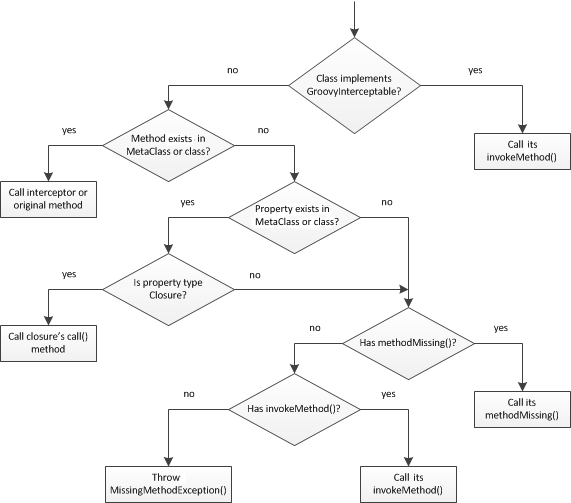 Class implements
GroovyInterceptable?
no
yes
Call its
invokeMethod()
Method exists in
MetaClass or class?
yes
no
Call interceptor or
original method
Property exists in
MetaClass or class?
yes
no
Is property type
Closure?
yes
no
Call closure's call()
method
Has methodMissing()?
no
yes
Call its
methodMissing()
Has invokeMethod()?
no
yes
Throw
MissingMethodException()
Call its
invokeMethod()